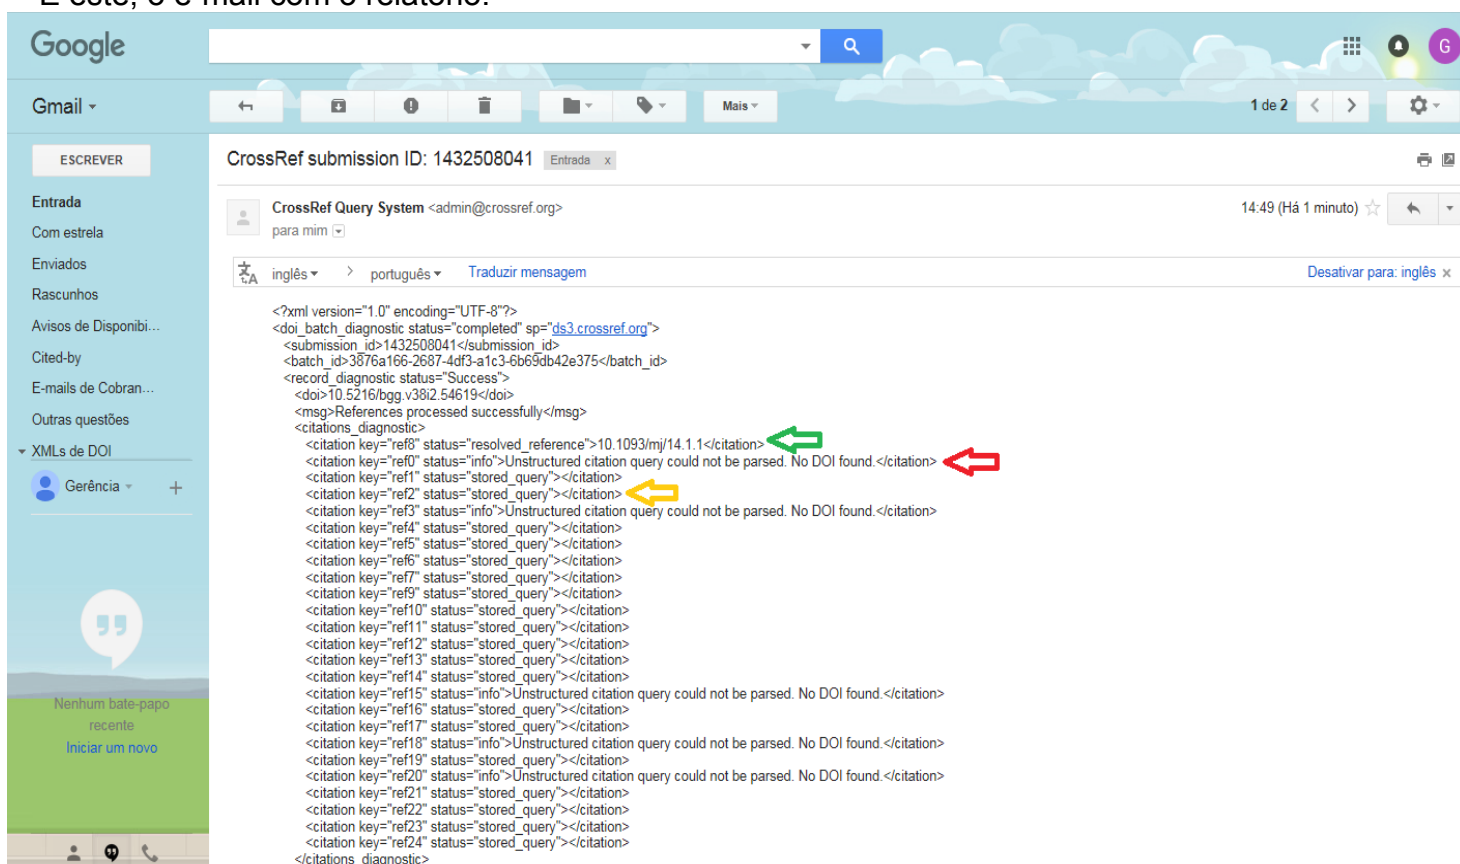 E este, é e-mail com o relatório:
Google
G
Gmail
Mais
1 de 2
ESCREVER
CrossRef submission ID: 1432508041 Entrada x
Entrada
CrossRef Query System <admin@crossref.org>
14:49 (Há 1 minuto)
para mim
Com estrela
Enviados
inglês > português Traduzir mensagem
Desativar para: inglês x
Rascunhos
Avisos de Disponibi...
Cited-by
E-mails de Cobran...
Outras questões
XMLs de DOI
Gerência +
Nenhum bate-papo
recente
Iniciar um novo
<?xml version="1.0" encoding="UTF-8"?>
<doi_batch_diagnostic status="completed" sp="ds3.crossref.org">
<submission_id>1432508041</submission_id>
<batch_id>3876a166-2687-4df3-a1c3-6b69db42e375</batch_id>
<record_diagnostic status="Success">
<doi>10.5216/bgg.v38i2.54619</doi>
<msg>References processed successfully</msg>
<citations_diagnostic>
<citation key="ref8" status="resolved_reference">10.1093/mj/14.1.1</citation>
<citation key="ref0" status="info">Unstructured citation query could not be parsed. No DOI found.</citation>
<citation key="ref1" status="stored_query"></citation>
<citation key="ref2" status="stored_query"></citation>
<citation key="ref3" status="info">Unstructured citation query could not be parsed. No DOI found.</citation>
<citation key="ref4" status="stored_query"></citation>
<citation key="ref5" status="stored_query"></citation>
<citation key="ref6" status="stored_query"></citation>
<citation key="ref7" status="stored_query"></citation>
<citation key="ref9" status="stored_query"></citation>
<citation key="ref10" status="stored_query"></citation>
<citation key="ref11" status="stored_query"></citation>
<citation key="ref12" status="stored_query"></citation>
<citation key="ref13" status="stored_query"></citation>
<citation key="ref14" status="stored_query"></citation>
<citation key="ref15" status="info">Unstructured citation query could not be parsed. No DOI found.</citation>
<citation key="ref16" status="stored_query"></citation>
<citation key="ref17" status="stored_query"></citation>
<citation key="ref18" status="info">Unstructured citation query could not be parsed. No DOI found.</citation>
<citation key="ref19" status="stored_query"></citation>
<citation key="ref20" status="info">Unstructured citation query could not be parsed. No DOI found.</citation>
<citation key="ref21" status="stored_query"></citation>
<citation key="ref22" status="stored_query"></citation>
<citation key="ref23" status="stored_query"></citation>
<citation key="ref24" status="stored_query"></citation>
</citations_diagnostic>